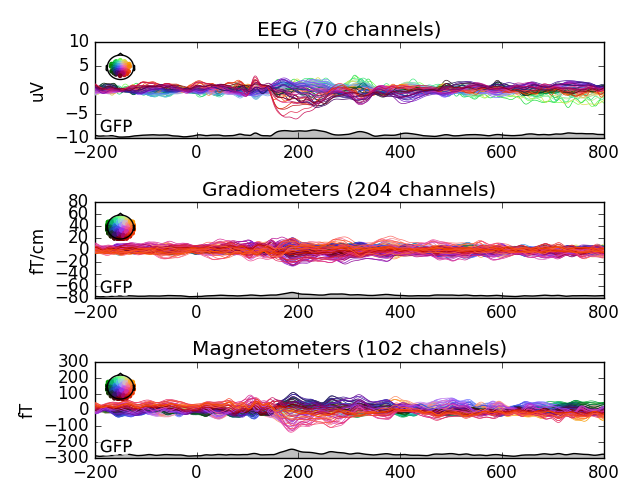 EEG (70 channels)
10
5
0
−5
−10
uV
GFP
−200 0 200 400 600 800
Gradiometers (204 channels)
80
60
40
20
0
−20
−40
−60
−80
fT/cm
GFP
−200 0 200 400 600 800
Magnetometers (102 channels)
300
200
100
0
−100
−200
−300
fT
GFP
−200 0 200 400 600 800